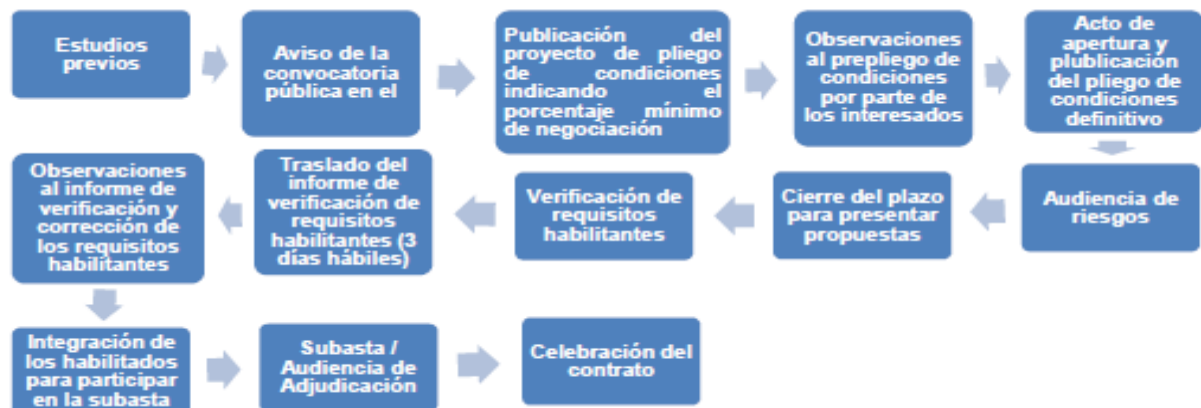 Estudios
previos
Aviso de la
convocatoria
pública en el
Publicación del
proyecto de pliego
de condiciones
indicando el
porcentaje mínimo
de negociación
Observaciones
al prepliego de
condiciones
por parte de
los interesados
Acto de
apertura y
plublicación
del pliego de
condiciones
definitivo
Audiencia de
riesgos
Cierre del plazo
para presentar
propuestas
Verificación de
requisitos
habilitantes
Traslado del
informe de
verificación de
requisitos
habilitantes (3
días hábiles)
Observaciones
al informe de
verificación y
corrección de
los requisitos
habilitantes
Integración de
los habilitados
para participar
en la subasta
Subasta /
Audiencia de
Adjudicación
Celebración del
contrato